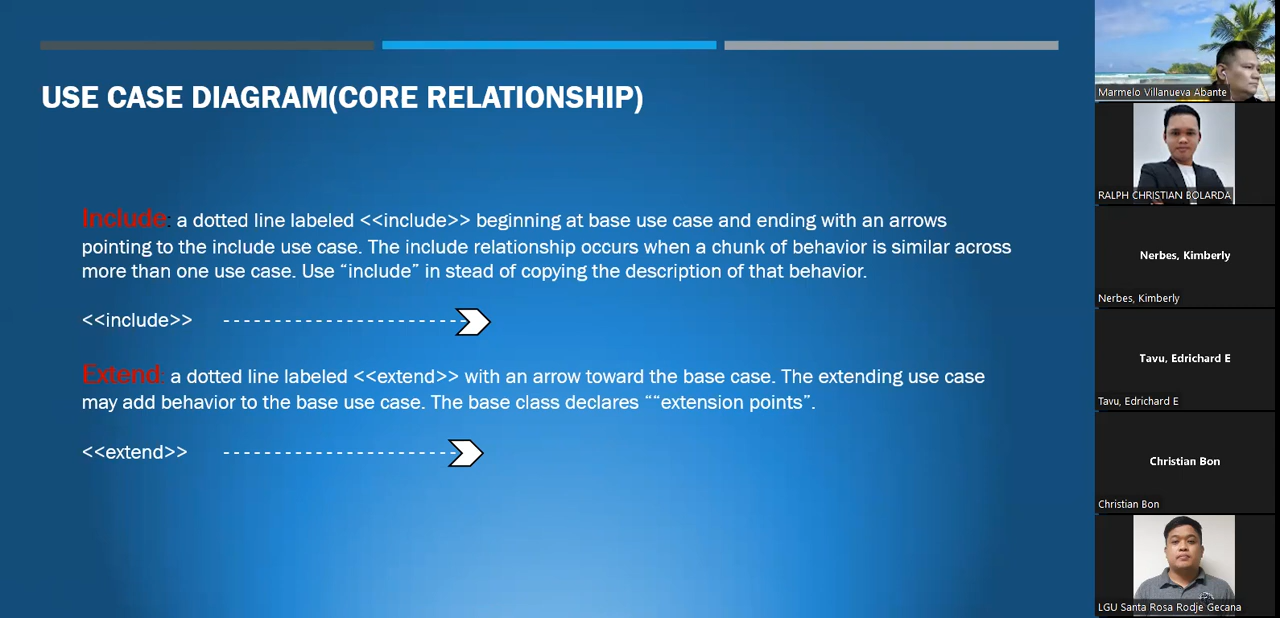 USE CASE DIAGRAM(CORE RELATIONSHIP)
Include: a dotted line labeled <<include>> beginning at base use case and ending with an arrows
pointing to the include use case. The include relationship occurs when a chunk of behavior is similar across
more than one use case. Use “include” in stead of copying the description of that behavior.
<<include>>
Extend: a dotted line labeled <<extend>> with an arrow toward the base case. The extending use case
may add behavior to the base use case. The base class declares ““extension points”.
<<extend>>
Marmelo Villanueva Abante
RALPH CHRISTIAN BOLARDA
Nerbes, Kimberly
Nerbes, Kimberly
Tavu, Edrichard E
Tavu, Edrichard E
Christian Bon
Christian Bon
LGU Santa Rosa Rodje Gecana